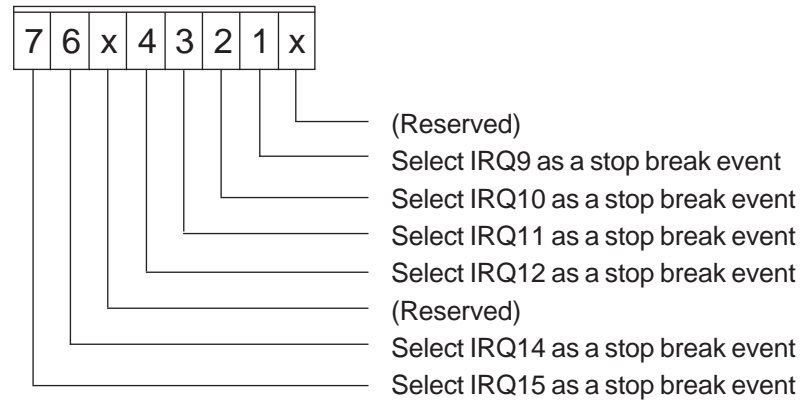 7 6 x 4 3 2 1 x
(Reserved)
Select IRQ9 as a stop break event
Select IRQ10 as a stop break event
Select IRQ11 as a stop break event
Select IRQ12 as a stop break event
(Reserved)
Select IRQ14 as a stop break event
Select IRQ15 as a stop break event